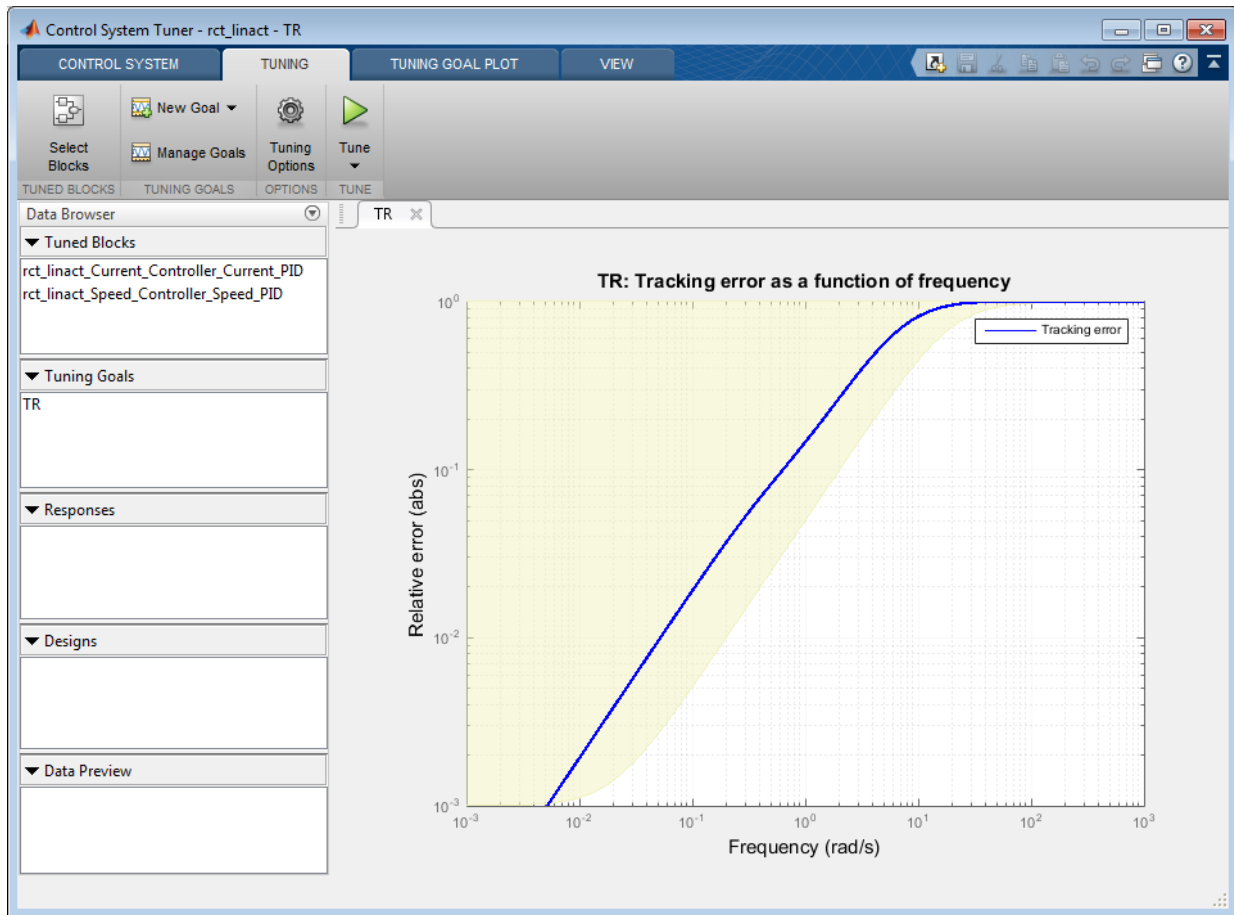 Control System Tuner - rct_linact - TR
CONTROL SYSTEM TUNING TUNING GOAL PLOT VIEW
Select Blocks
New Goal
Manage Goals
Tuning Options
Tune
TUNED BLOCKS TUNING GOALS OPTIONS TUNE
Data Browser
TR
Tuned Blocks
rct_linact_Current_Controller_Current_PID
rct_linact_Speed_Controller_Speed_PID
Tuning Goals
TR
Responses
Designs
Data Preview
TR: Tracking error as a function of frequency
Tracking error
Relative error (abs)
10^0
10^-1
10^-2
10^-3
10^-3 10^-2 10^-1 10^0 10^1 10^2 10^3
Frequency (rad/s)